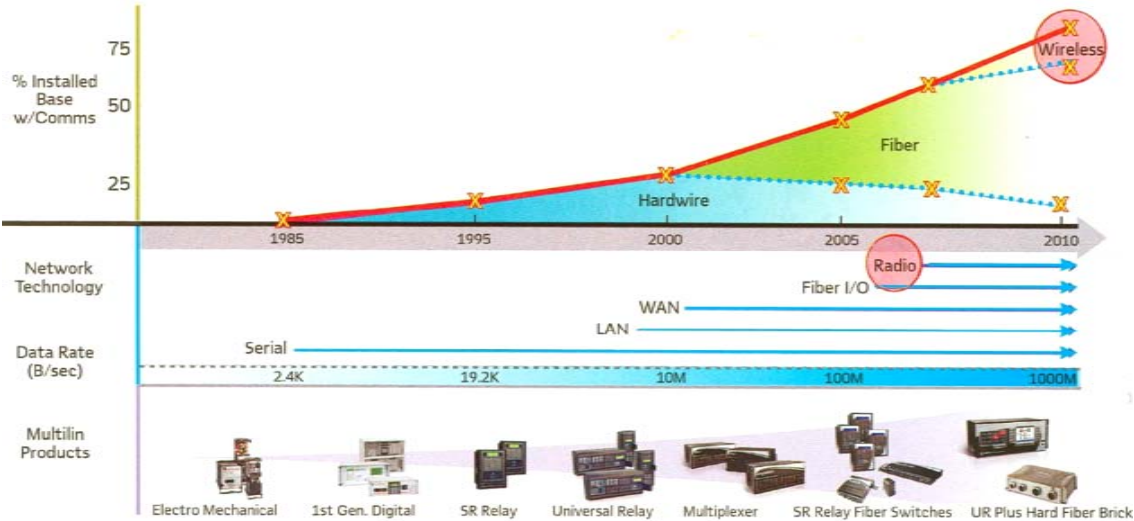 75
% Installed
Base
w/Comms
50
25
Wireless
Fiber
Hardwire
1985 1995 2000 2005 2010
Network
Technology
Radio
Fiber I/O
WAN
LAN
Serial
Data Rate
(B/sec)
2.4K 19.2K 10M 100M 1000M
Multilin
Products
Electro Mechanical 1st Gen. Digital SR Relay Universal Relay Multiplexer SR Relay Fiber Switches UR Plus Hard Fiber Brick